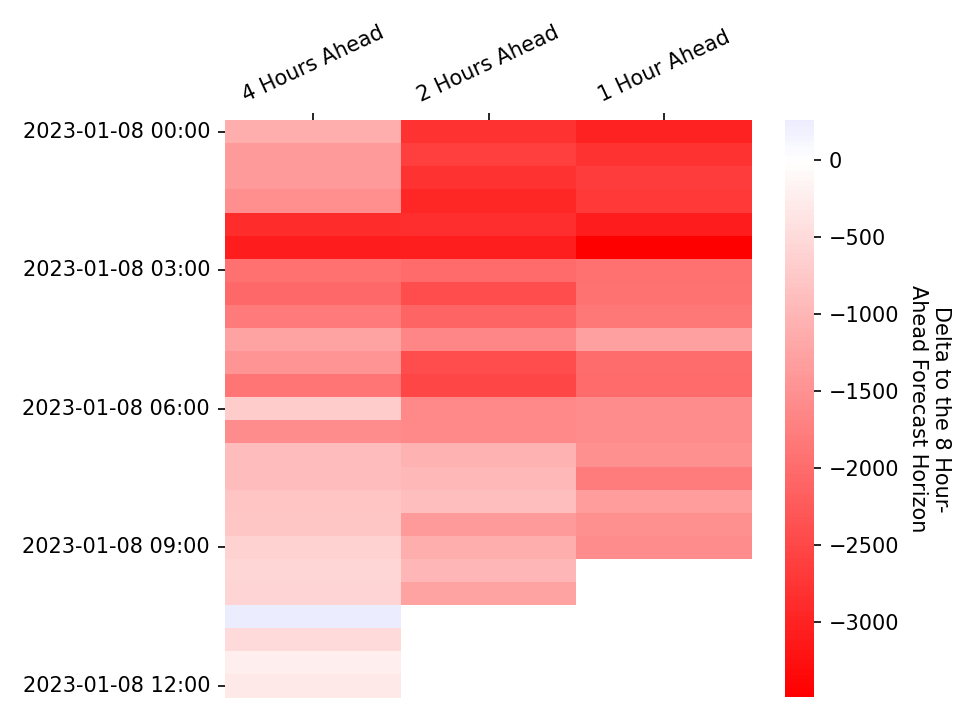 4 Hours Ahead
2 Hours Ahead
1 Hour Ahead
2023-01-08 00:00
2023-01-08 03:00
2023-01-08 06:00
2023-01-08 09:00
2023-01-08 12:00
0
−500
−1000
−1500
−2000
−2500
−3000
Delta to the 8 Hour-
Ahead Forecast Horizon